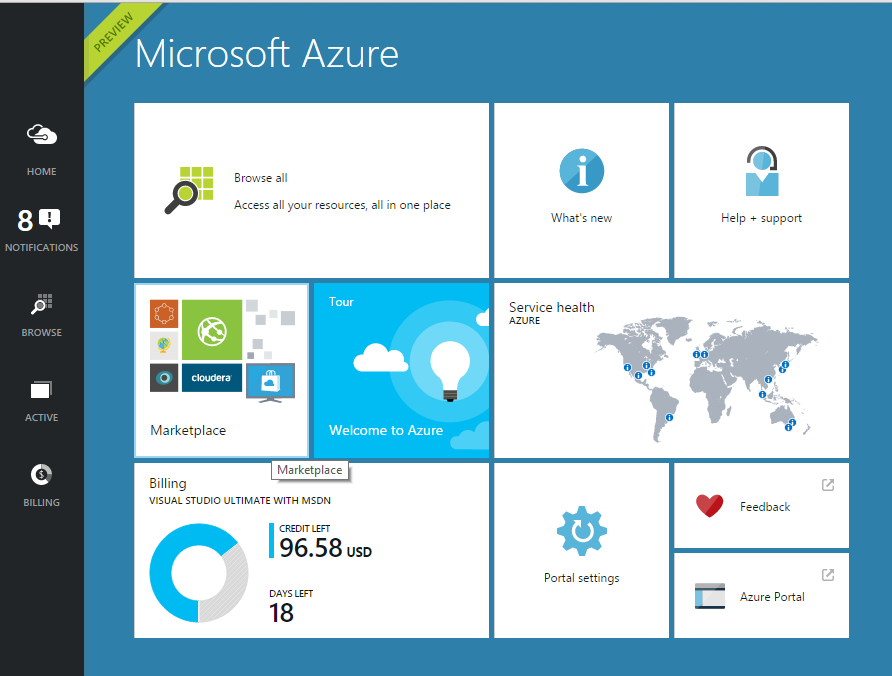 PREVIEW
Microsoft Azure
HOME
8
NOTIFICATIONS
BROWSE
ACTIVE
BILLING
Browse all
Access all your resources, all in one place
What's new
Help + support
cloudera
Marketplace
Tour
Welcome to Azure
Service health
AZURE
Marketplace
Billing
VISUAL STUDIO ULTIMATE WITH MSDN
CREDIT LEFT
96.58 USD
DAYS LEFT
18
Portal settings
Feedback
Azure Portal